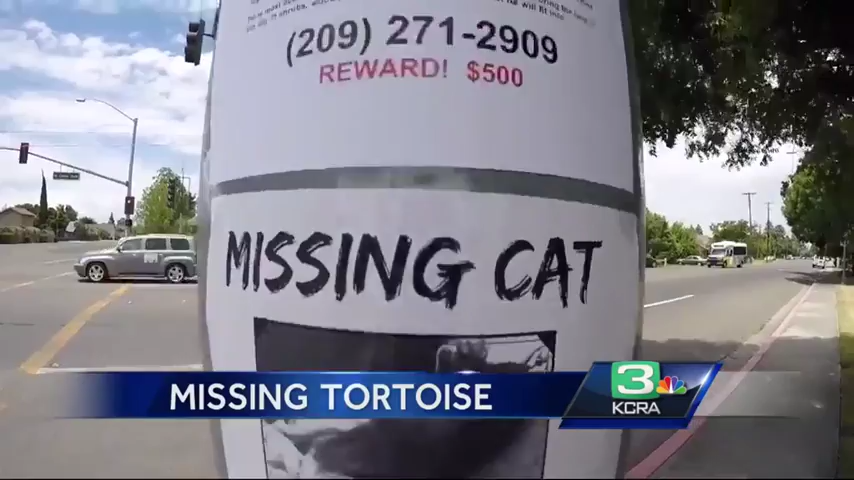 (209) 271-2909
REWARD! $500
MISSING CAT
MISSING TORTOISE
3
KCRA